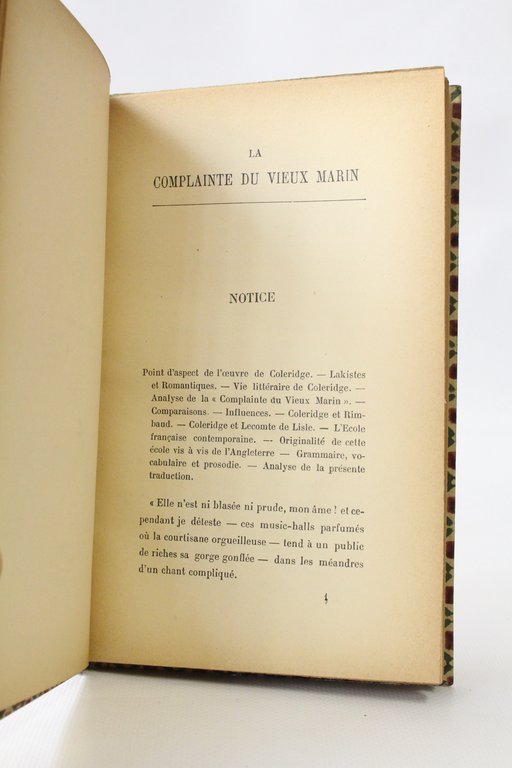 LA
COMPLAINTE DU VIEUX MARIN
NOTICE
Point d'aspect de l'œuvre de Coleridge. — Lakistes
et Romantiques. — Vie littéraire de Coleridge. —
Analyse de la « Complainte du Vieux Marin ». —
Comparaisons. — Influences. — Coleridge et Rim-
baud. — Coleridge et Lecomte de Lisle. — L'Ecole
française contemporaine. — Originalité de cette
école vis à vis de l'Angleterre — Grammaire, vo-
cabulaire et prosodie. — Analyse de la présente
traduction.
« Elle n'est ni blasée ni prude, mon âme ! et ce-
pendant je déteste — ces music-halls parfumés
où la courtisane orgueilleuse — tend à un public
de riches sa gorge gonflée — dans les méandres
d'un chant compliqué.